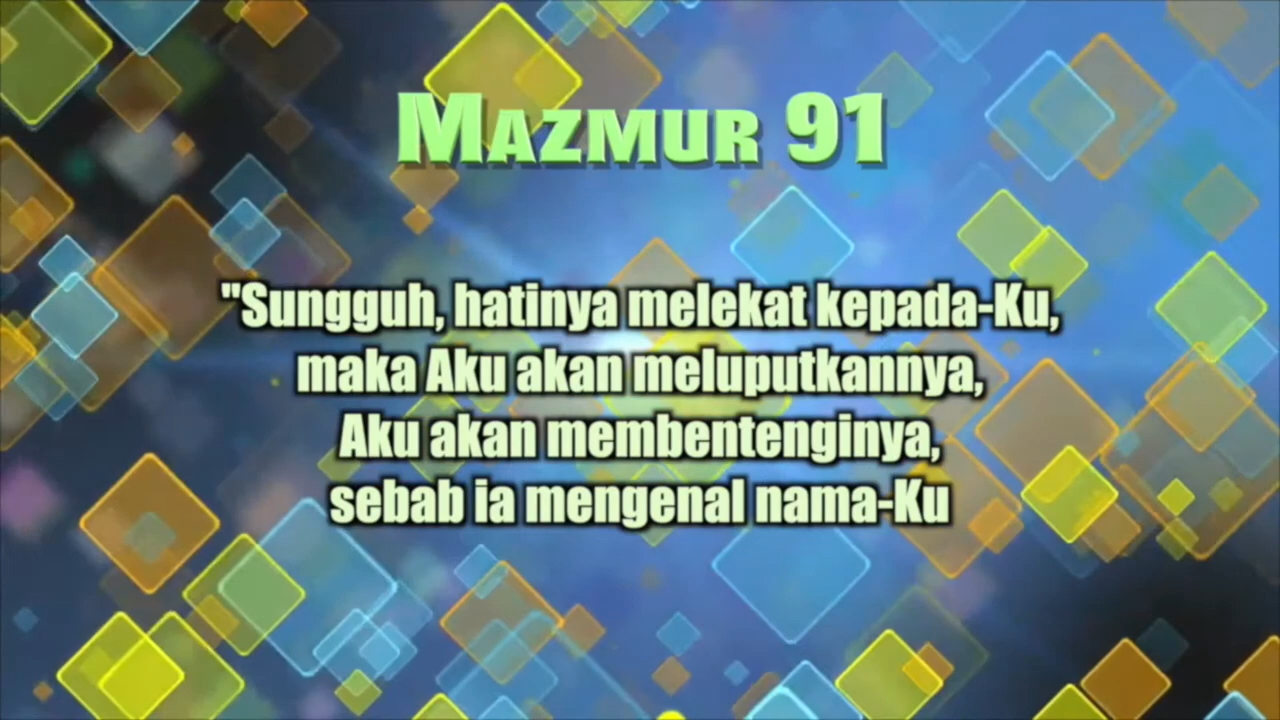 Mazmur 91
"Sungguh, hatinya melekat kepada-Ku,
maka Aku akan meluputkannya,
Aku akan membentenginya,
sebab ia mengenal nama-Ku